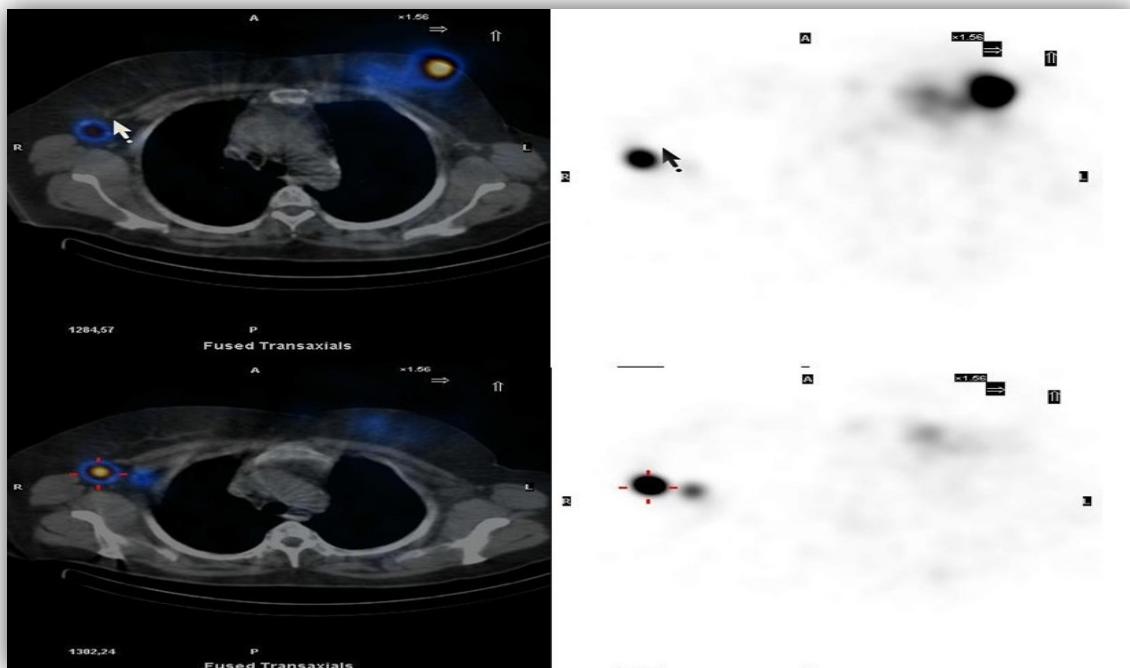 A
×1.56
R
L
1284,57
P
Fused Transaxials
A
×1.56
R
L
A
×1.56
R
L
1302,24
P
Fused Transaxials
A
×1.56
R
L